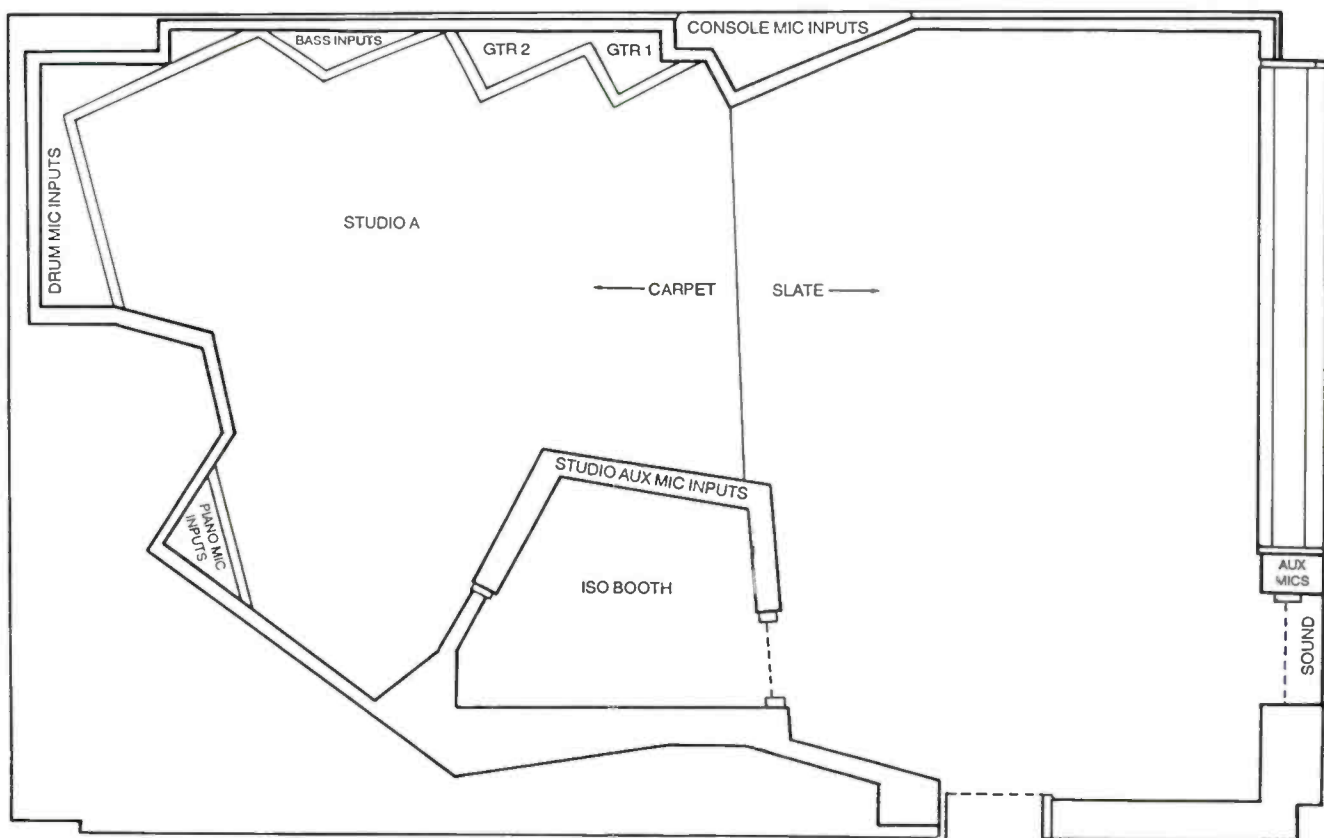 CONSOLE MIC INPUTS
BASS INPUTS
GTR 2
GTR 1
DRUM MIC INPUTS
STUDIO A
CARPET
SLATE
STUDIO AUX MIC INPUTS
PIANO MIC
INPUTS
ISO BOOTH
AUX
MICS
SOUND